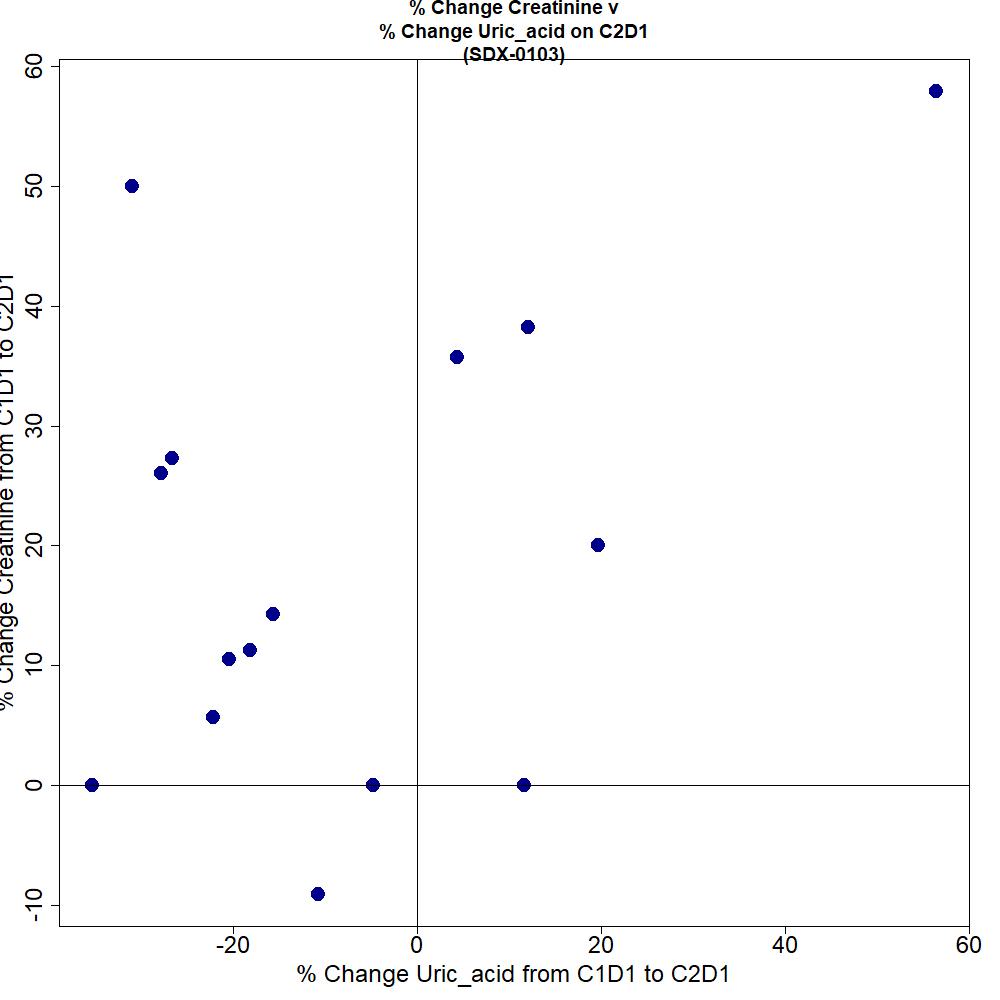 % Change Creatinine v
% Change Uric_acid on C2D1
(SDX-0103)
60
50
40
30
20
10
0
-10
% Change Creatinine from C1D1 to C2D1
-20
0
20
40
60
% Change Uric_acid from C1D1 to C2D1